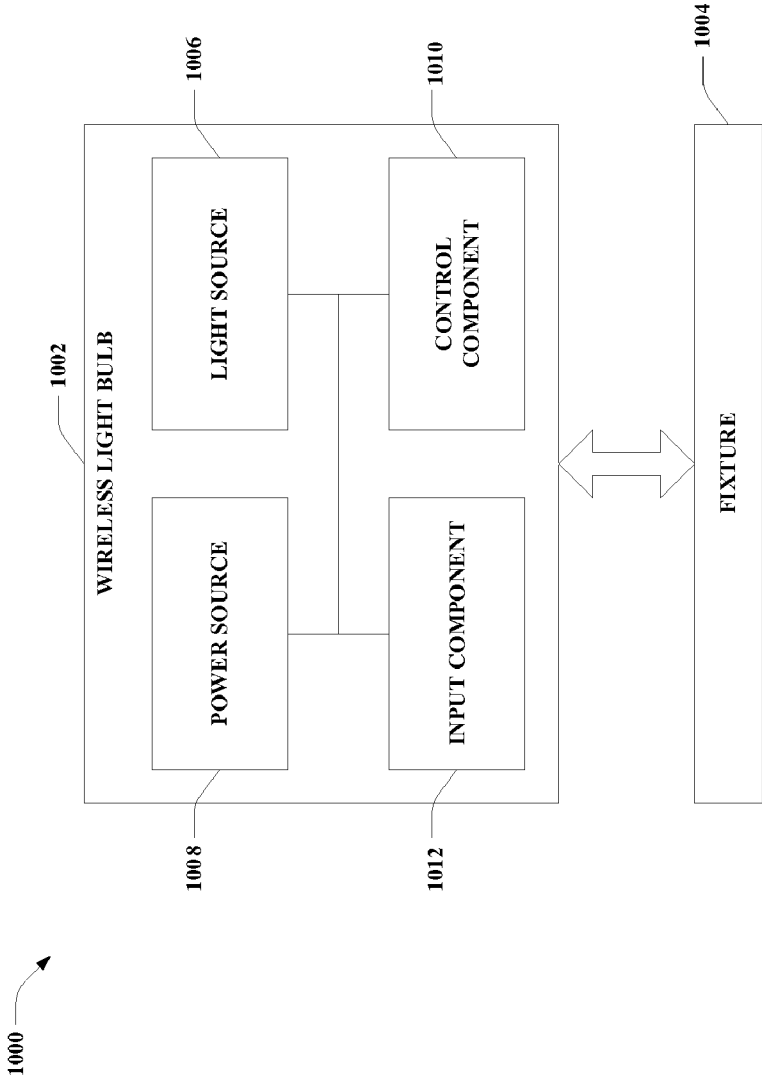 1000
1002
WIRELESS LIGHT BULB
1008
POWER SOURCE
LIGHT SOURCE
1006
1012
INPUT COMPONENT
CONTROL
COMPONENT
1010
FIXTURE
1004